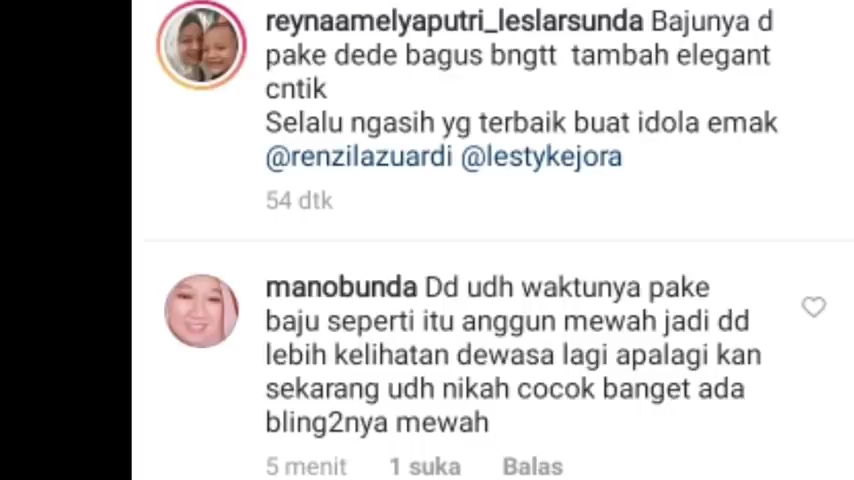 reynaamelyaputri_leslarsunda Bajunya d
pake dede bagus bngtt tambah elegant
cntik
Selalu ngasih yg terbaik buat idola emak
@renzilazuardi @lestykejora
54 dtk
manobunda Dd udh waktunya pake
baju seperti itu anggun mewah jadi dd
lebih kelihatan dewasa lagi apalagi kan
sekarang udh nikah cocok banget ada
bling2nya mewah
5 menit 1 suka Balas